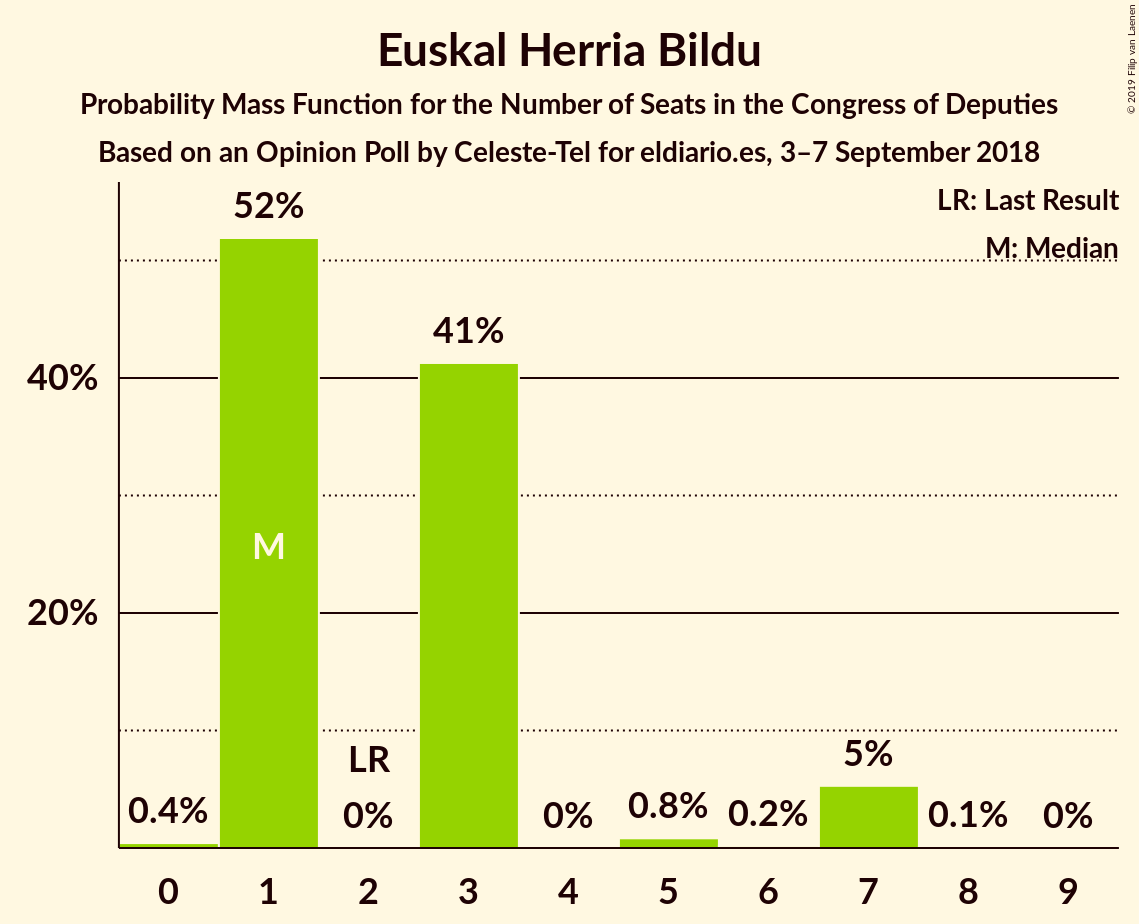 Euskal Herria Bildu
Probability Mass Function for the Number of Seats in the Congress of Deputies
Based on an Opinion Poll by Celeste-Tel for eldiario.es, 3–7 September 2018
© 2019 Filip van Laenen
LR: Last Result
M: Median
52%
41%
40%
M
20%
LR
5%
0.4%
0%
0%
0.8%
0.2%
0.1%
0%
0 1 2 3 4 5 6 7 8 9